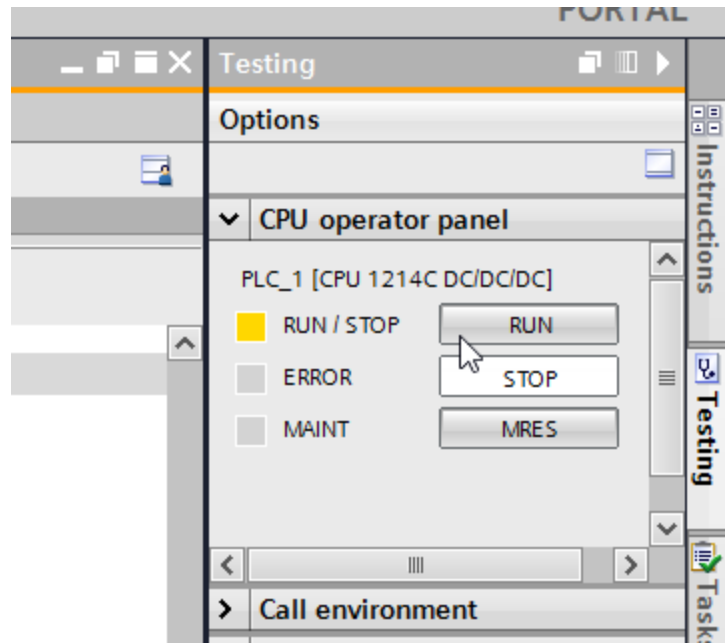 PORTAL
Testing
Options
CPU operator panel
PLC_1 [CPU 1214C DC/DC/DC]
RUN / STOP RUN
ERROR STOP
MAINT MRES
Call environment
Instructions
Testing
Tasks